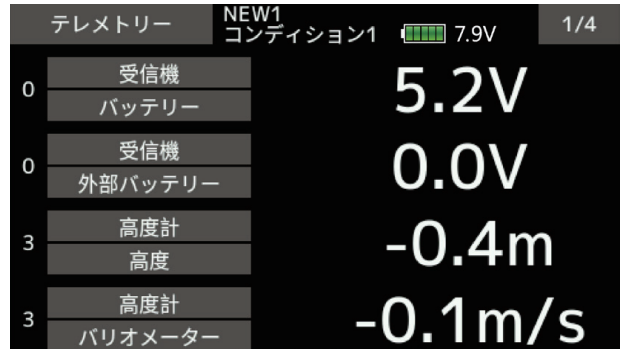 テレメトリー
NEW1
コンディション1 7.9V
1/4
0
受信機
バッテリー
5.2V
0
受信機
外部バッテリー
0.0V
3
高度計
高度
-0.4m
3
高度計
バリオメーター
-0.1m/s